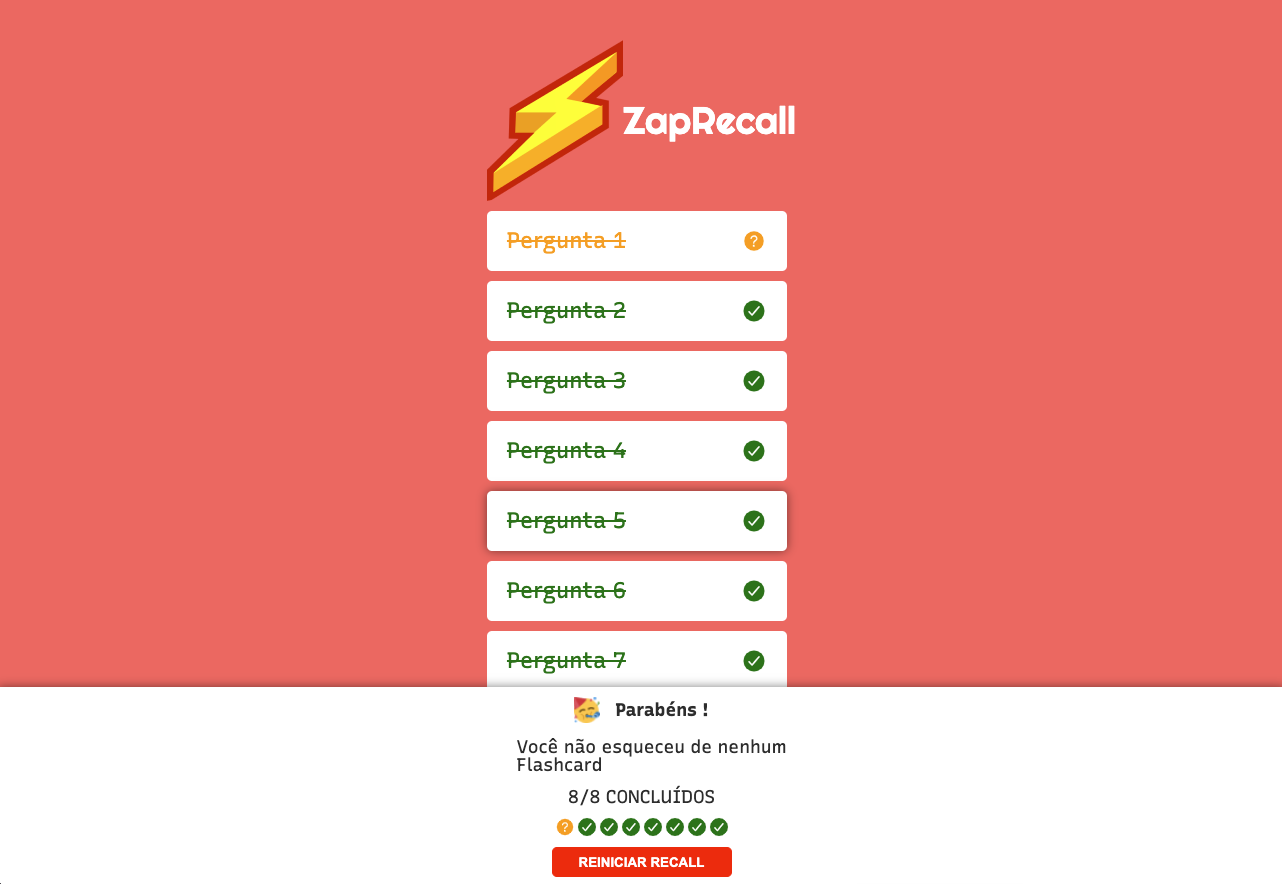 ZapRecall
Pergunta 1
Pergunta 2
Pergunta 3
Pergunta 4
Pergunta 5
Pergunta 6
Pergunta 7
Parabéns !
Você não esqueceu de nenhum
Flashcard
8/8 CONCLUÍDOS
REINICIAR RECALL